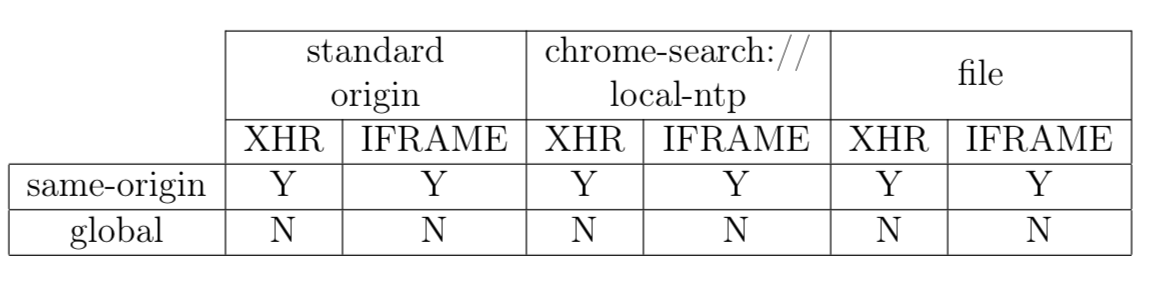 standard chrome-search:// file
origin local-ntp
XHR IFRAME XHR IFRAME XHR IFRAME
same-origin Y Y Y Y Y Y
global N N N N N N